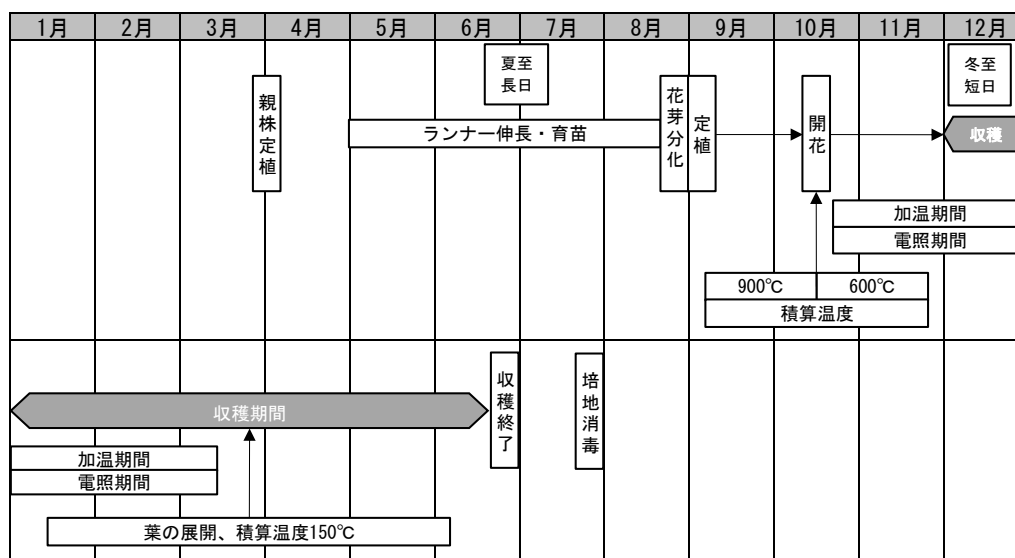 1月 2月 3月 4月 5月 6月 7月 8月 9月 10月 11月 12月
夏至
長日
冬至
短日
親株定植
ランナー伸長・育苗
花芽分化
定植
開花
収穫
加温期間
電照期間
900℃ 600℃
積算温度
収穫期間
収穫終了
培地消毒
加温期間
電照期間
葉の展開、積算温度150℃